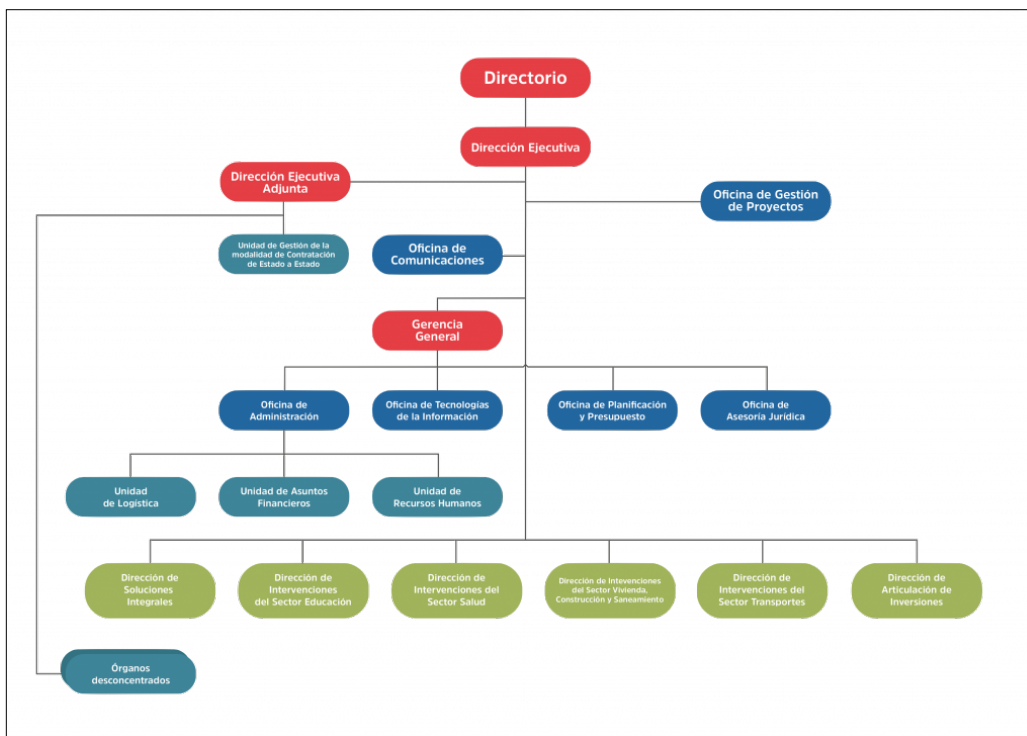 Directorio
Dirección Ejecutiva
Dirección Ejecutiva
Adjunta
Oficina de Gestión
de Proyectos
Unidad de Gestión de la
modalidad de Contratación
de Estado a Estado
Oficina de
Comunicaciones
Gerencia
General
Oficina de
Administración
Oficina de Tecnologías
de la Información
Oficina de Planificación
y Presupuesto
Oficina de
Asesoría Jurídica
Unidad
de Logística
Unidad de Asuntos
Financieros
Unidad de
Recursos Humanos
Dirección de
Soluciones
Integrales
Dirección de
Intervenciones
del Sector Educación
Dirección de
Intervenciones del
Sector Salud
Dirección de Intevenciones
del Sector Vivienda,
Construcción y Saneamiento
Dirección de
Intervenciones del
Sector Transportes
Dirección de
Articulación de
Inversiones
Órganos
desconcentrados